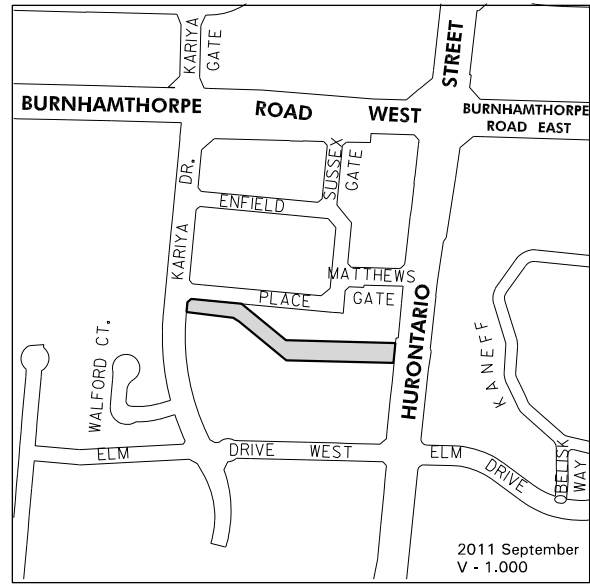 KARIYA
GATE
STREET
BURNHAMTHORPE ROAD WEST
BURNHAMTHORPE
ROAD EAST
KARIYA DR.
SUSSEX
GATE
ENFIELD
PLACE
MATTHEWS
GATE
HURONTARIO
KANEFF
WALFORD CT.
ELM DRIVE WEST
ELM DRIVE
OBELISK
WAY
2011 September
V - 1.000